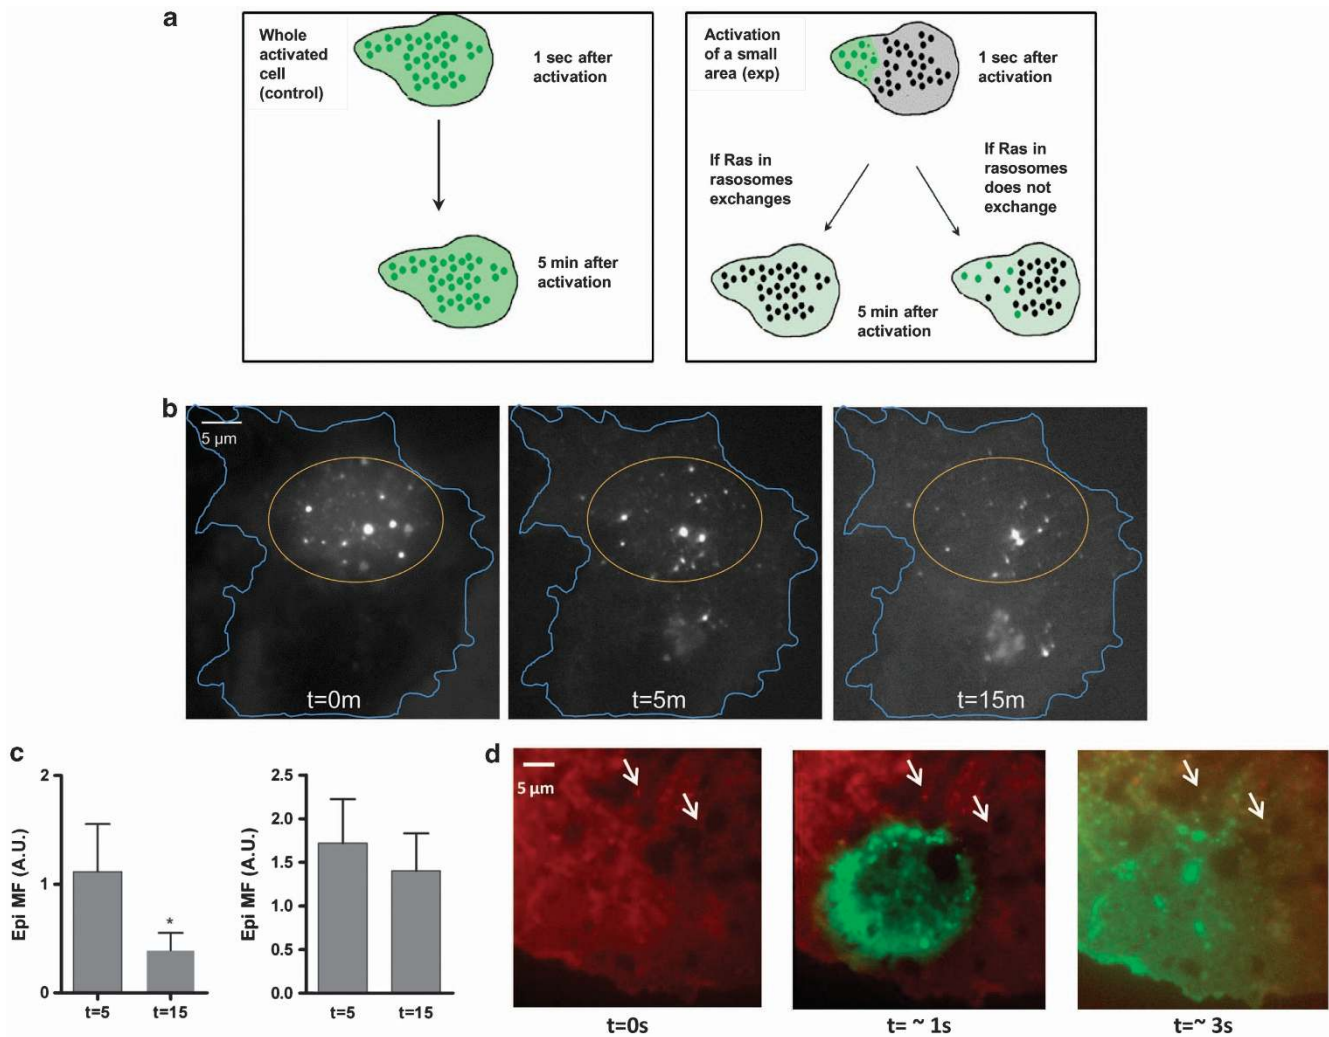 a
Whole
activated
cell
(control)
1 sec after
activation
5 min after
activation
Activation
of a small
area (exp)
1 sec after
activation
If Ras in
rasosomes
exchanges
If Ras in
rasosomes
does not
exchange
5 min after
activation
b
5 µm
t=0m
t=5m
t=15m
c
Epi MF (A.U.)
2
1
0
*
t=5
t=15
Epi MF (A.U.)
2.5
2.0
1.5
1.0
0.5
0.0
t=5
t=15
d
5 µm
t=0s
t= ~ 1s
t=~ 3s